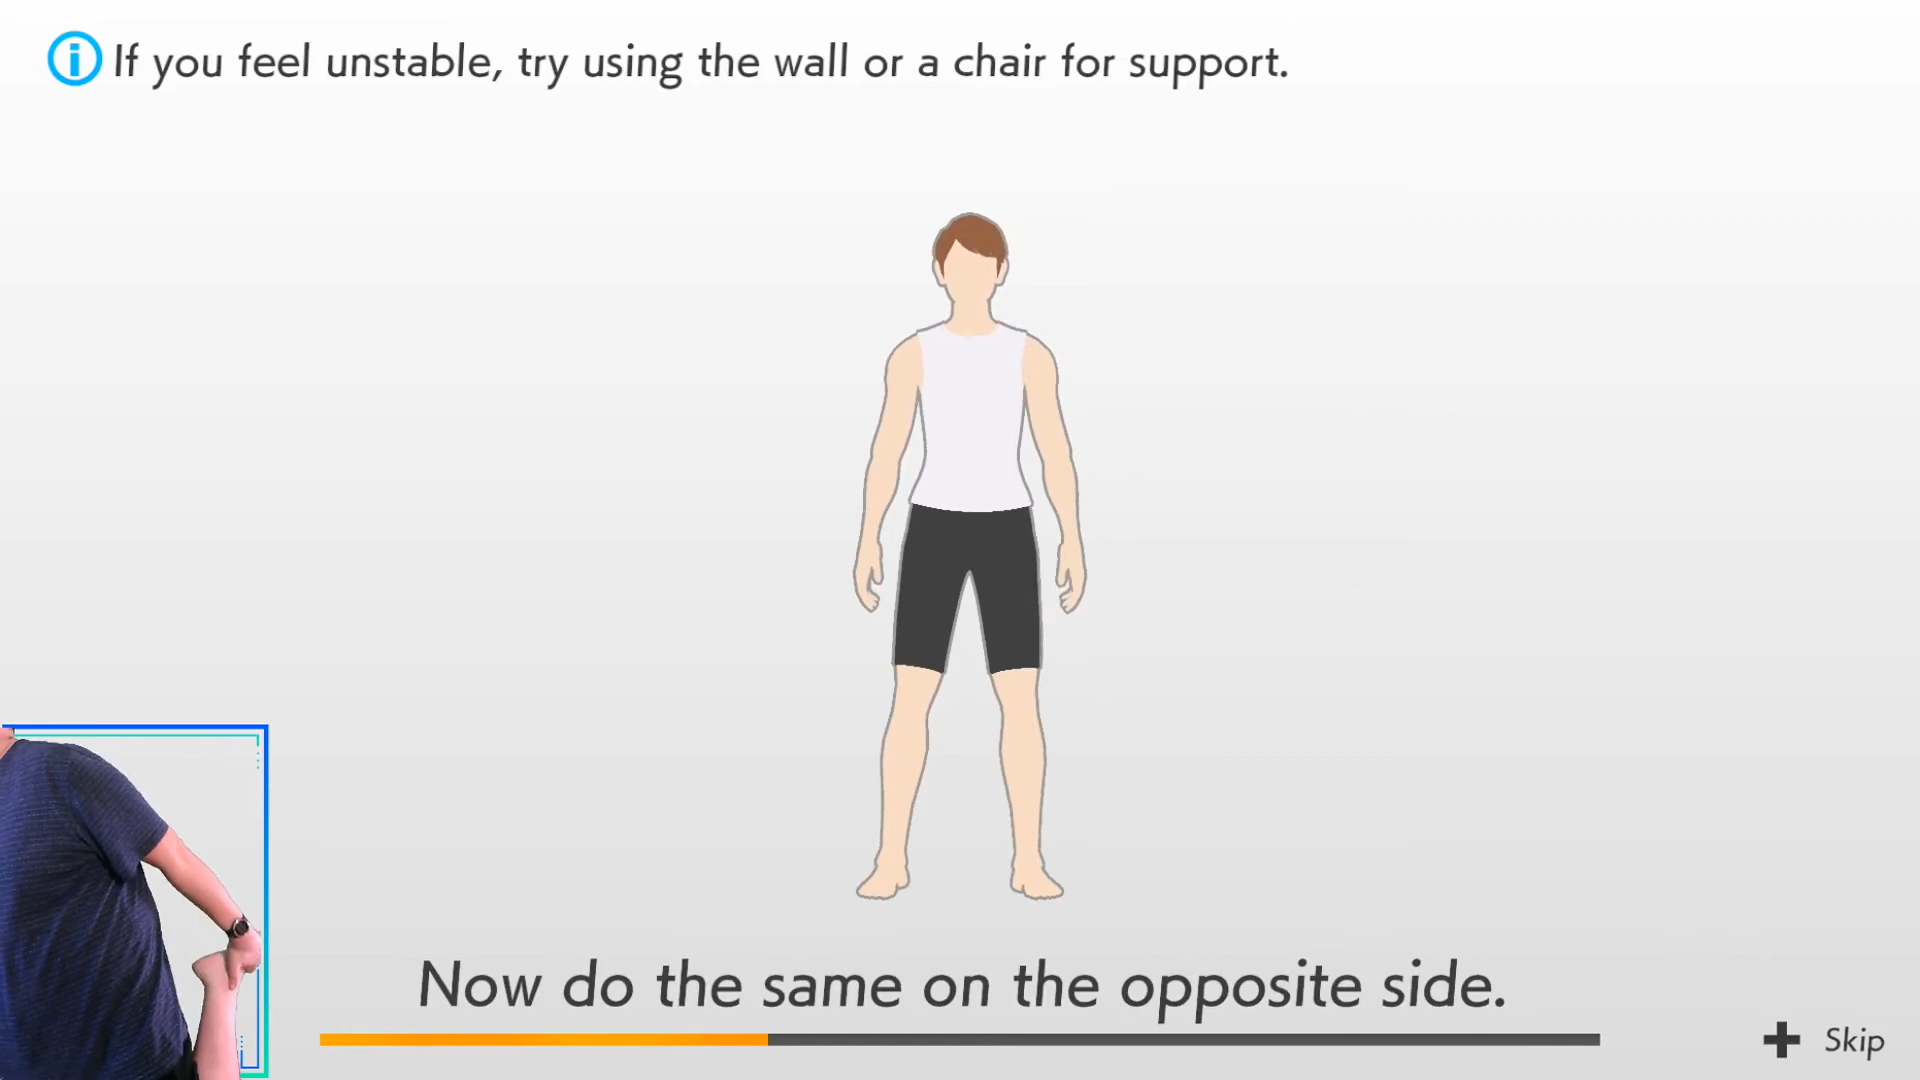 If you feel unstable, try using the wall or a chair for support.
Now do the same on the opposite side.
Skip